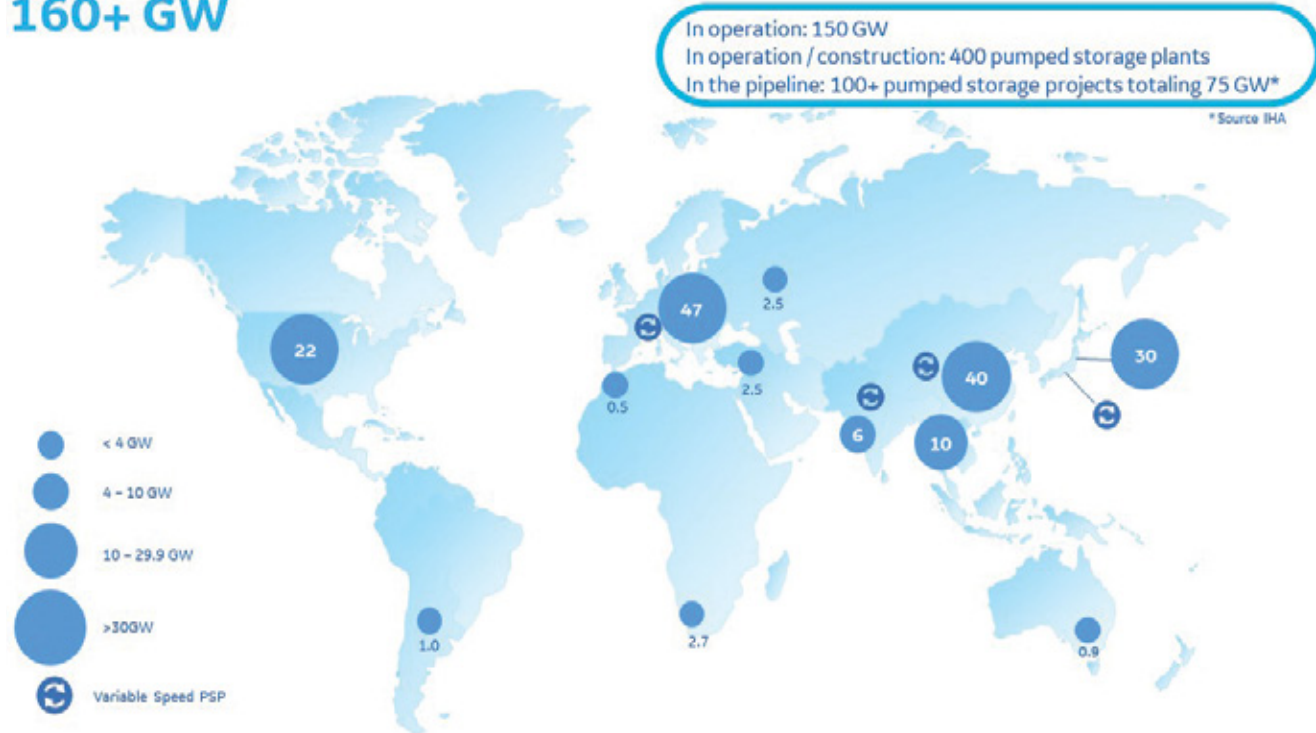 160+ GW
In operation: 150 GW
In operation / construction: 400 pumped storage plants
In the pipeline: 100+ pumped storage projects totaling 75 GW*
* Source IHA
47
2.5
22
30
40
2.5
0.5
6
10
< 4 GW
4 – 10 GW
10 – 29.9 GW
>30GW
1.0
2.7
0.9
Variable Speed PSP